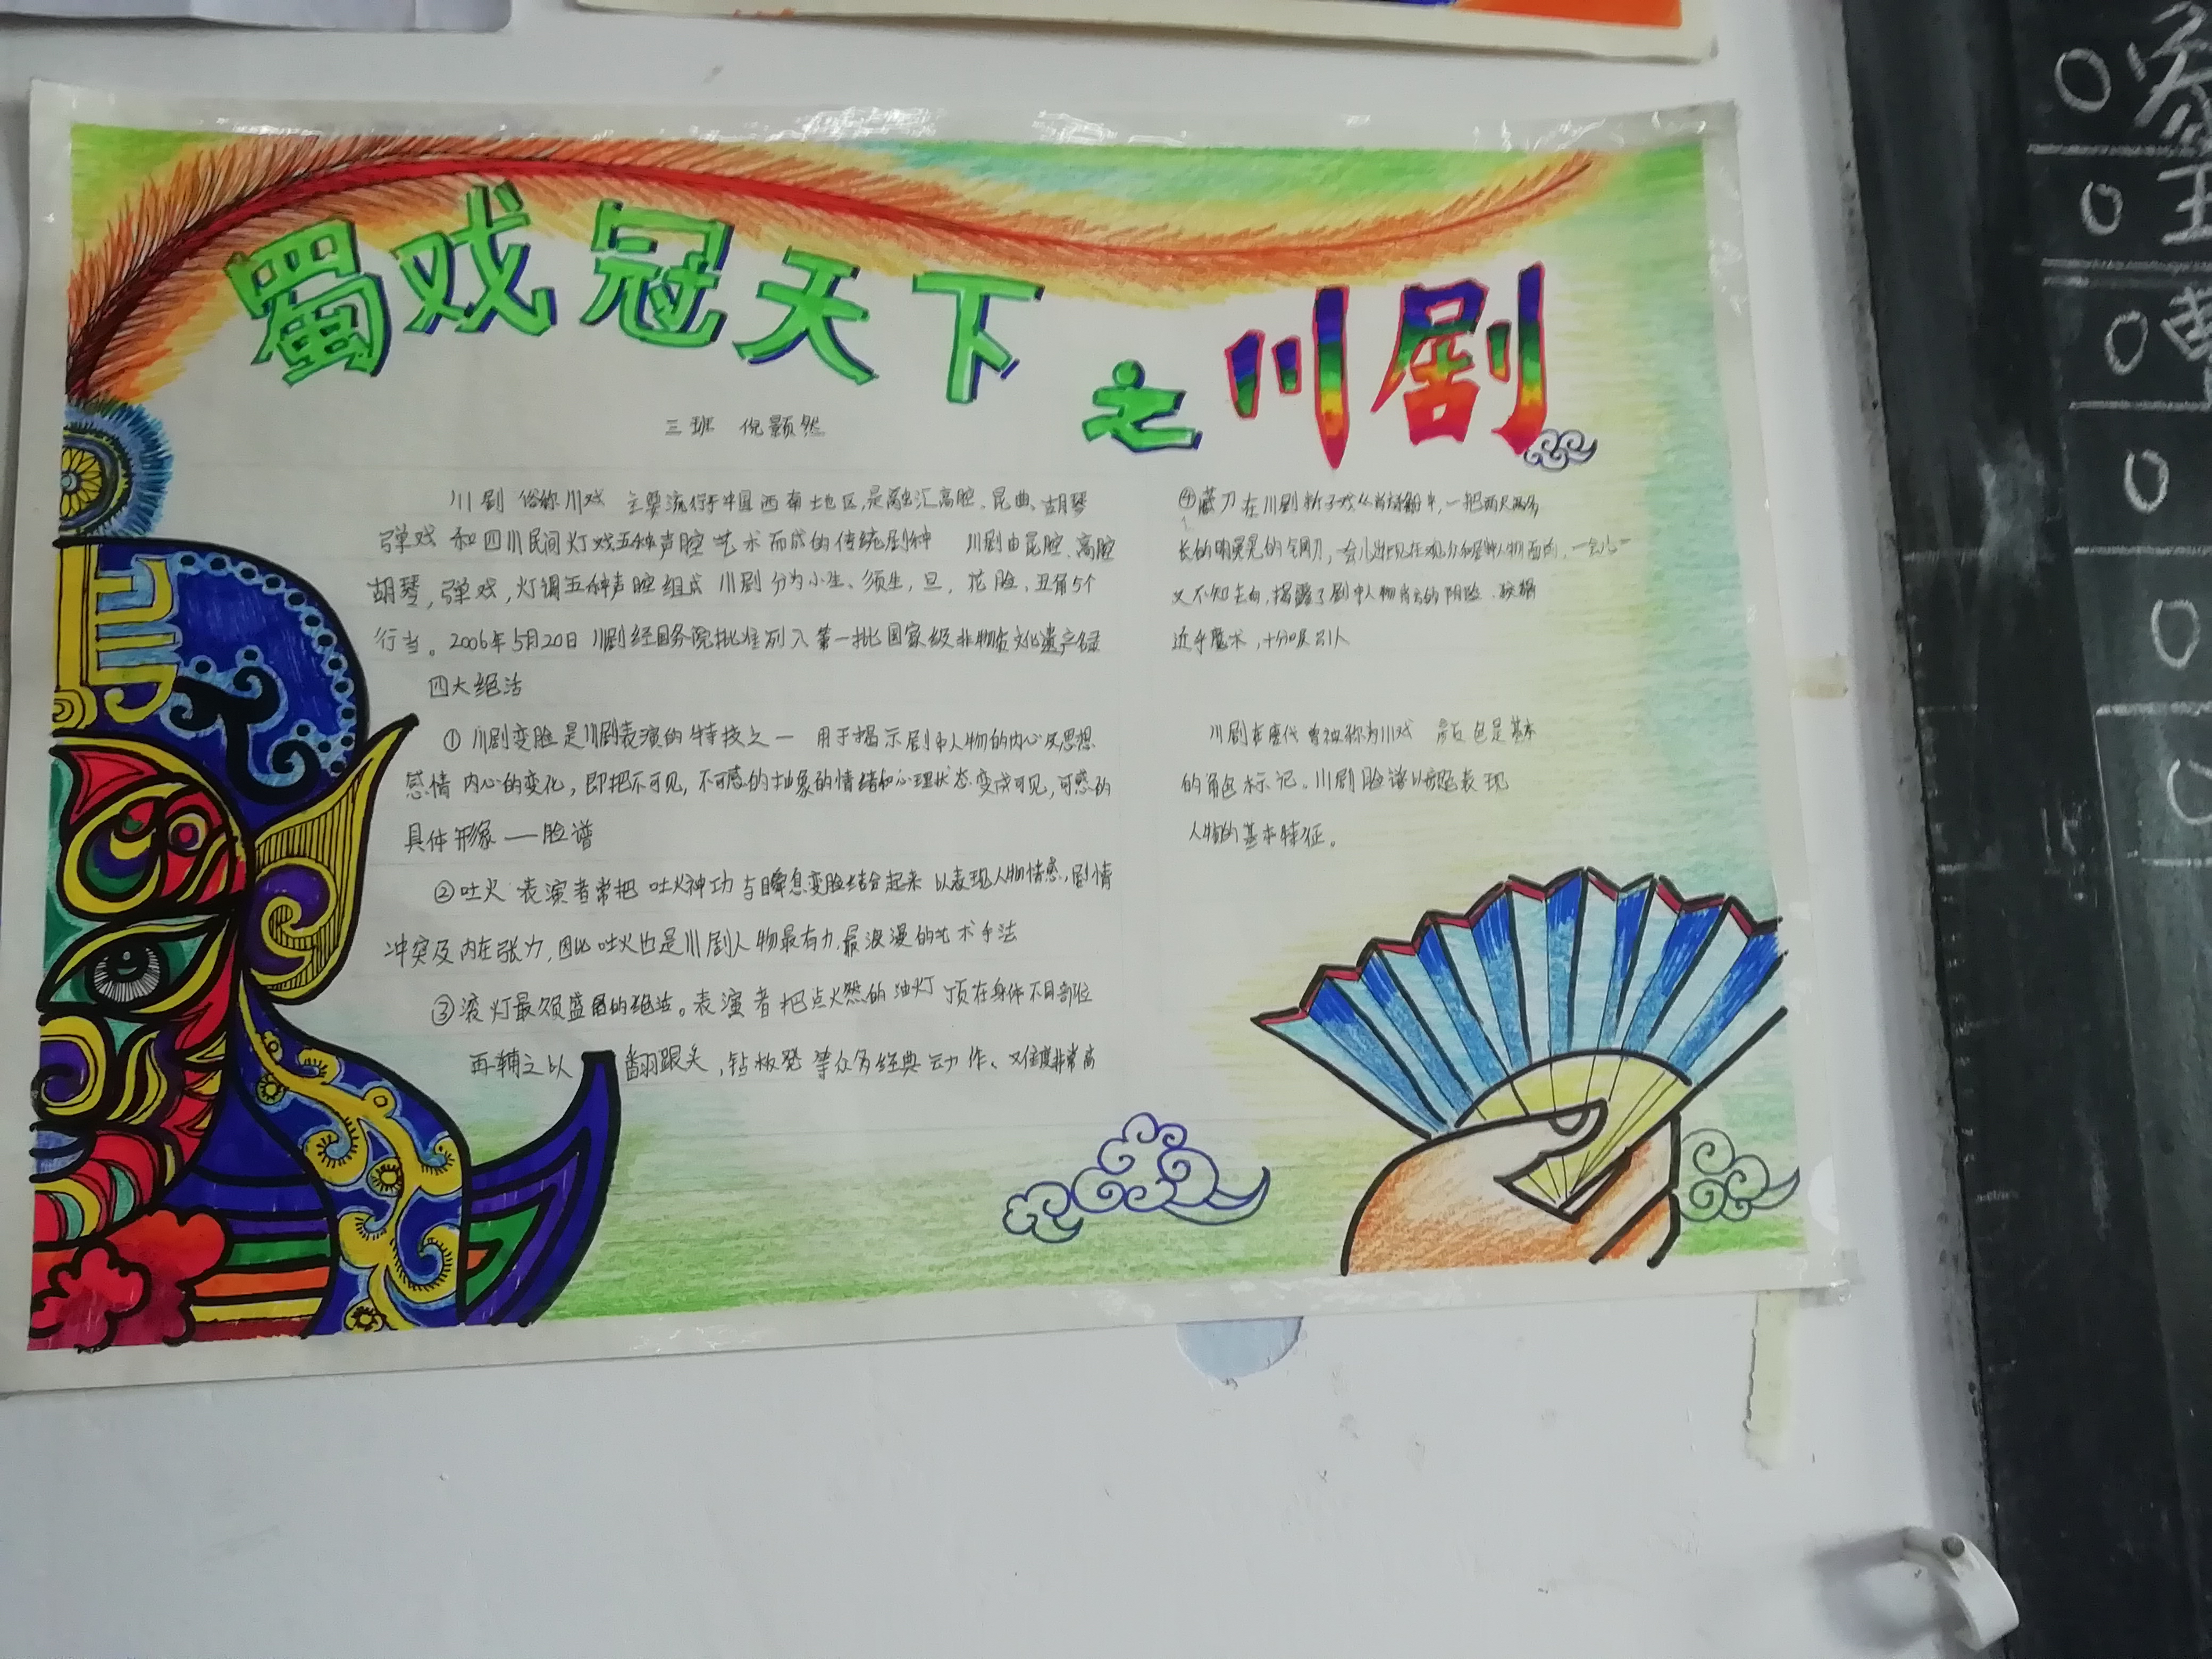 蜀戏冠天下之川剧
三班 倪颢然
川剧 俗称川戏 主要流行于中国西南土地区,是融汇高腔、昆曲、胡琴
弹戏 和四川民间灯戏五种声腔艺术而成的传统剧种 川剧由昆腔、高腔
胡琴,弹戏,灯调五种声腔组成 川剧分为小生、须生,旦,花脸,丑角5个
行当。2006年5月20日 川剧经国务院批准列入第一批国家级非物质文化遗产名录
四大绝活
① 川剧变脸是川剧表演的特技之一 用于揭示剧中人物的内心及思想
感情 内心的变化,即把不可见,不可感的抽象的情绪和心理状态变成可见,可感的
具体形象——脸谱
②吐火 表演者常把 吐火神功 与瞬息变脸结合起来 以表现人物情感,剧情
冲突及内在张力,因此吐火也是川剧人物最有力,最浪漫的艺术手法
③滚灯最负盛名的绝活。表演者把点火燃的油灯 顶在身体不同部位
再辅之以 翻跟头,钻板凳等众多经典动作、又难度非常高
④藏刀在川剧折子戏 中,一把两尺
长的明晃晃的钢刀,一会儿出现在观众和剧种人物面前,一会儿
又不知去向,揭露了剧中人物 的阴险、狡猾
近乎魔术,十分吸引人
川剧在唐代曾被称为川戏 色是基本
的角色标记。川剧脸谱以 表现
人物的基本特征。
王
曹